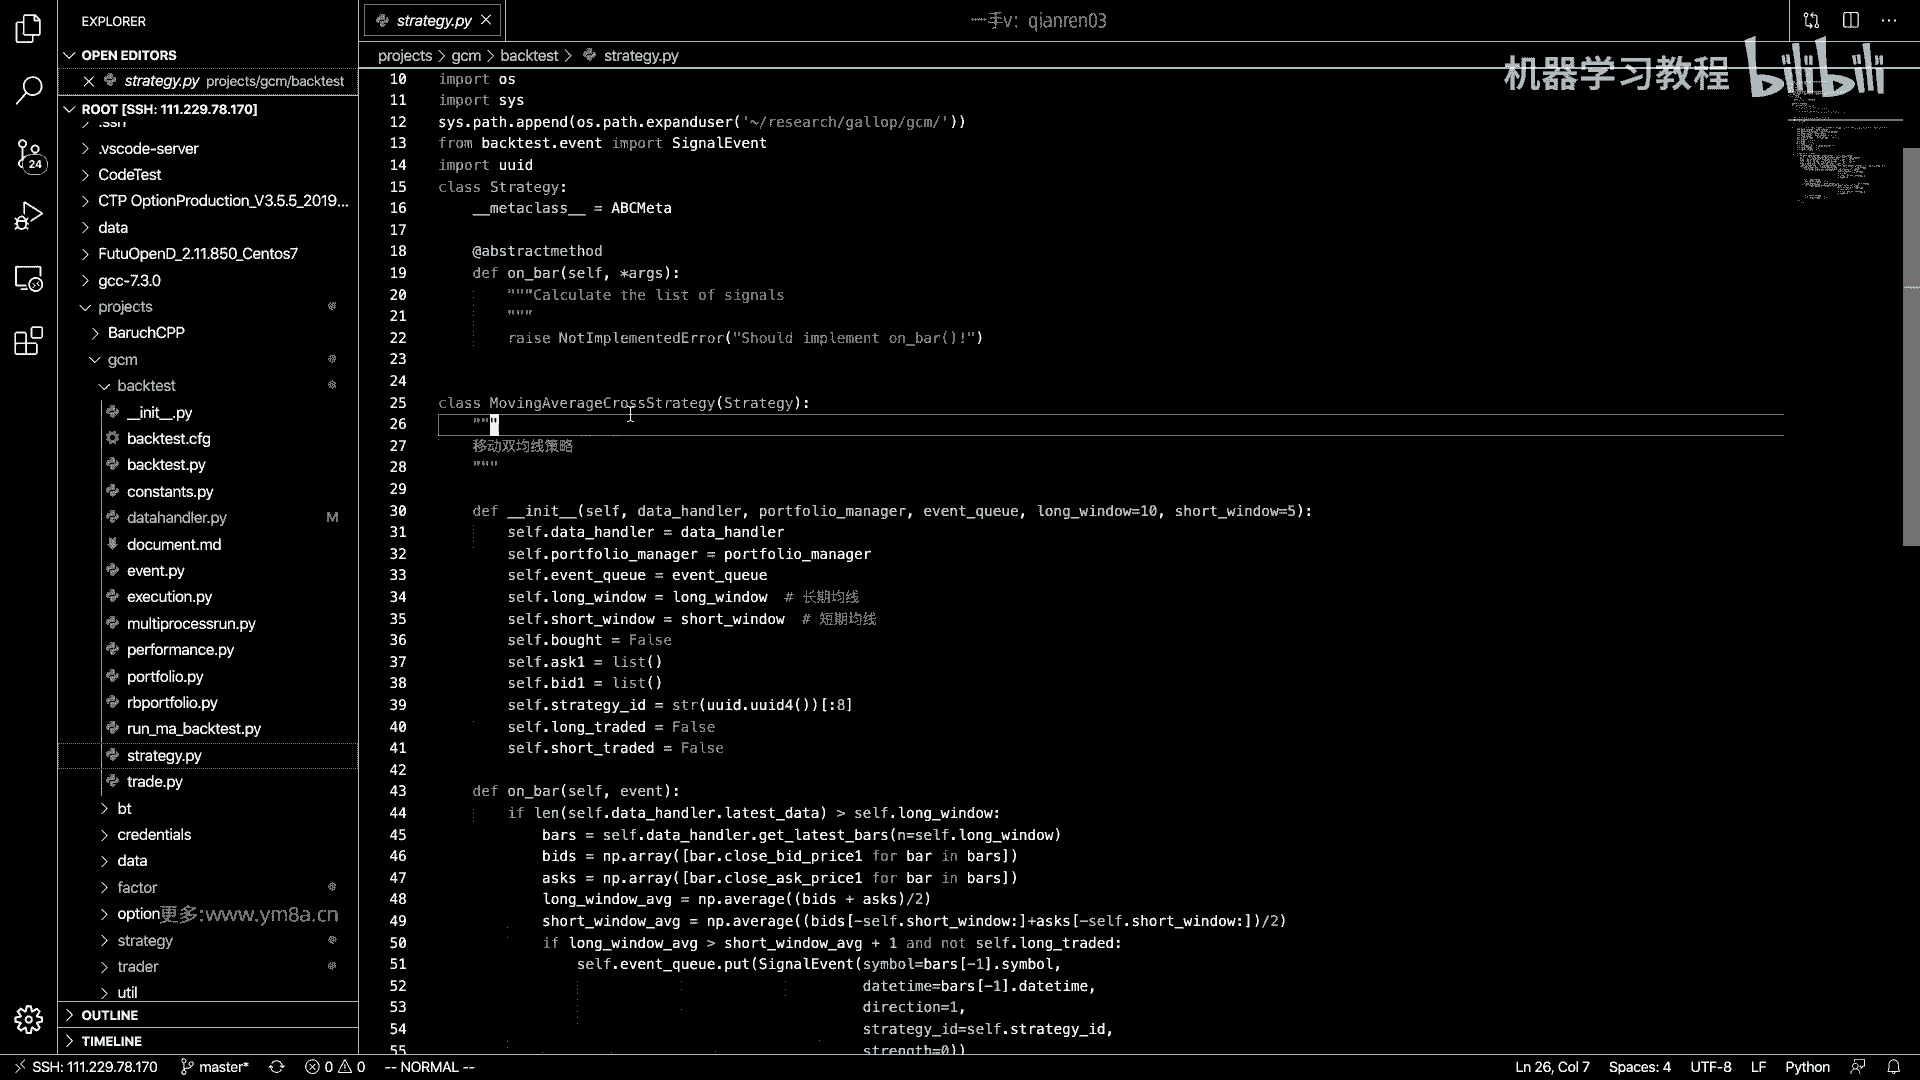 EXPLORER
OPEN EDITORS
strategy.py projects/gcm/backtest
ROOT [SSH: 111.229.78.170]
.ssh
.vscode-server
CodeTest
CTP OptionProduction_V3.5.5_2019...
data
FutuOpenD_2.11.850_Centos7
gcc-7.3.0
projects
BaruchCPP
gcm
backtest
__init__.py
backtest.cfg
backtest.py
constants.py
datahandler.py M
document.md
event.py
execution.py
multiprocessrun.py
performance.py
portfolio.py
rbportfolio.py
run_ma_backtest.py
strategy.py
trade.py
bt
credentials
data
factor
option更多:www.ym8a.cn
strategy
trader
util
OUTLINE
TIMELINE
24
strategy.py
一手v: qianren03
projects > gcm > backtest > strategy.py
机器学习教程 bilibili
10 import os
11 import sys
12 sys.path.append(os.path.expanduser('~/research/gallop/gcm/'))
13 from backtest.event import SignalEvent
14 import uuid
15 class Strategy:
16 __metaclass__ = ABCMeta
17
18 @abstractmethod
19 def on_bar(self, *args):
20 """Calculate the list of signals
21 """
22 raise NotImplementedError("Should implement on_bar()!")
23
24
25 class MovingAverageCrossStrategy(Strategy):
26 """
27 移动双均线策略
28 """
29
30 def __init__(self, data_handler, portfolio_manager, event_queue, long_window=10, short_window=5):
31 self.data_handler = data_handler
32 self.portfolio_manager = portfolio_manager
33 self.event_queue = event_queue
34 self.long_window = long_window # 长期均线
35 self.short_window = short_window # 短期均线
36 self.bought = False
37 self.ask1 = list()
38 self.bid1 = list()
39 self.strategy_id = str(uuid.uuid4())[:8]
40 self.long_traded = False
41 self.short_traded = False
42
43 def on_bar(self, event):
44 if len(self.data_handler.latest_data) > self.long_window:
45 bars = self.data_handler.get_latest_bars(n=self.long_window)
46 bids = np.array([bar.close_bid_price1 for bar in bars])
47 asks = np.array([bar.close_ask_price1 for bar in bars])
48 long_window_avg = np.average((bids + asks)/2)
49 short_window_avg = np.average((bids[-self.short_window:]+asks[-self.short_window:])/2)
50 if long_window_avg > short_window_avg + 1 and not self.long_traded:
51 self.event_queue.put(SignalEvent(symbol=bars[-1].symbol,
52 datetime=bars[-1].datetime,
53 direction=1,
54 strategy_id=self.strategy_id,
55 strength=0))
SSH: 111.229.78.170 master* 0 0 -- NORMAL -- Ln 26, Col 7 Spaces: 4 UTF-8 LF Python